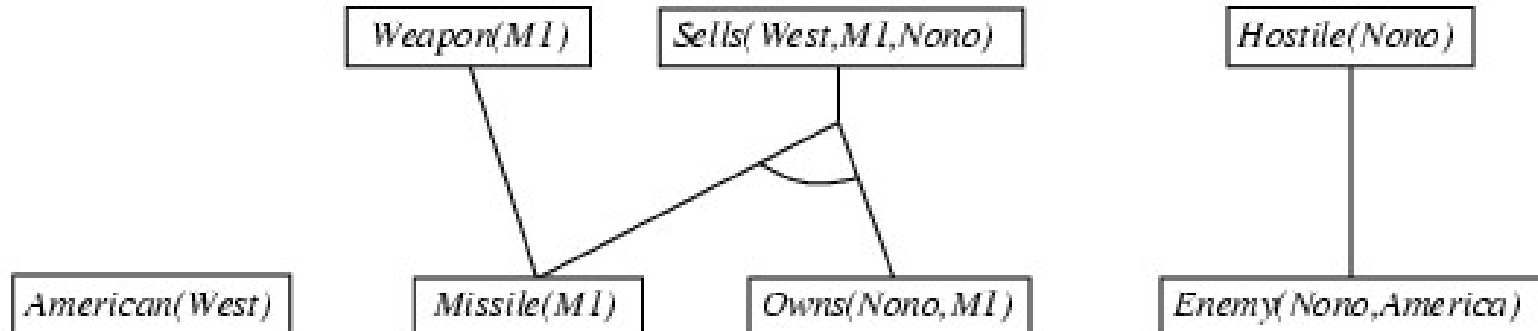 Weapon(M1)
Sells(West,M1,Nono)
Hostile(Nono)
American(West)
Missile(M1)
Owns(Nono,M1)
Enemy(Nono,America)